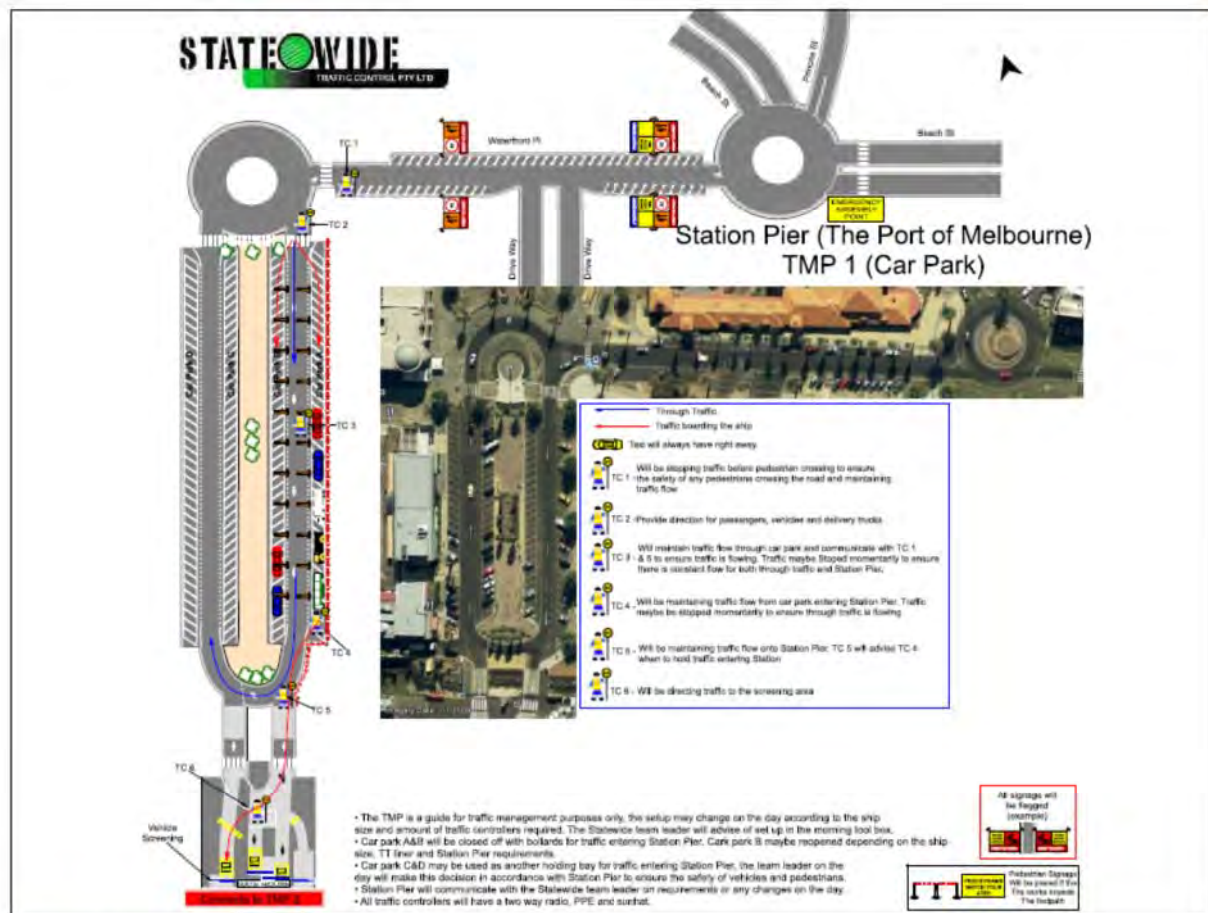 STATEWIDE
TRAFFIC CONTROL PTY LTD
Beach St
Princes St
Beach St
Waterfront Pl
TC 1
TC 2
EMERGENCY
ASSEMBLY
POINT
Drive Way
Drive Way
Station Pier (The Port of Melbourne)
TMP 1 (Car Park)
TC 3
TC 4
TC 5
TC 6
Vehicle
Screening
Connects to TMP 2
Through Traffic
Traffic boarding the ship
Taxi will always have right away.
TC 1 - Will be stopping traffic before pedestrian crossing to ensure
the safety of any pedestrians crossing the road and maintaining
traffic flow
TC 2 - Provide direction for passengers, vehicles and delivery trucks
TC 3 - Will maintain traffic flow through car park and communicate with TC 1
& 5 to ensure traffic is flowing. Traffic maybe Stoped momentarily to ensure
there is constant flow for both through traffic and Station Pier.
TC 4 - Will be maintaining traffic flow from car park entering Station Pier. Traffic
maybe be stopped momentarily to ensure through traffic is flowing
TC 5 - Will be maintaining traffic flow onto Station Pier, TC 5 will advise TC 4
when to hold traffic entering Station
TC 6 - Will be directing traffic to the screening area
• The TMP is a guide for traffic management purposes only, the setup may change on the day according to the ship
size and amount of traffic controllers required. The Statewide team leader will advise of set up in the morning tool box.
• Car park A&B will be closed off with bollards for traffic entering Station Pier. Cark park B maybe reopened depending on the ship
size, TT liner and Station Pier requirements.
• Car park C&D may be used as another holding bay for traffic entering Station Pier, the team leader on the
day will make this decision in accordance with Station Pier to ensure the safety of vehicles and pedestrians.
• Station Pier will communicate with the Statewide team leader on requirements or any changes on the day.
• All traffic controllers will have a two way radio, PPE and sunhat.
All signage will
be flagged
(example)
Pedestrian Signage
Will be placed if the
The works impede
The footpath